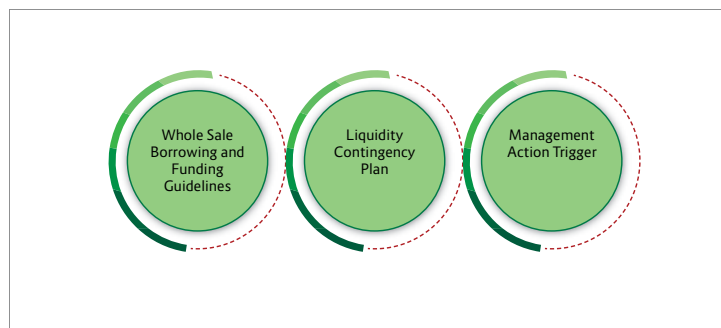 Whole Sale
Borrowing and
Funding
Guidelines
Liquidity
Contingency
Plan
Management
Action Trigger